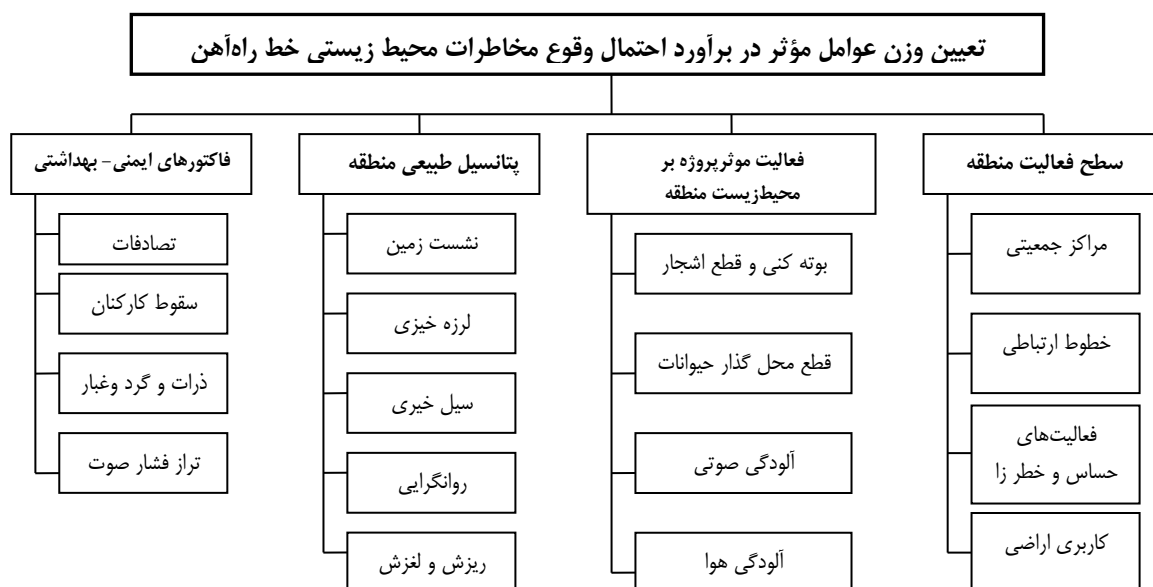 تعیین وزن عوامل مؤثر در برآورد احتمال وقوع مخاطرات محیط زیستی خط راه‌آهن
سطح فعالیت منطقه
مراکز جمعیتی
خطوط ارتباطی
فعالیت‌های
حساس و خطر زا
کاربری اراضی
فعالیت موثرپروژه بر
محیط‌زیست منطقه
بوته کنی و قطع اشجار
قطع محل گذار حیوانات
آلودگی صوتی
آلودگی هوا
پتانسیل طبیعی منطقه
نشست زمین
لرزه خیزی
سیل خیری
روانگرایی
ریزش و لغزش
فاکتورهای ایمنی- بهداشتی
تصادفات
سقوط کارکنان
ذرات و گرد وغبار
تراز فشار صوت